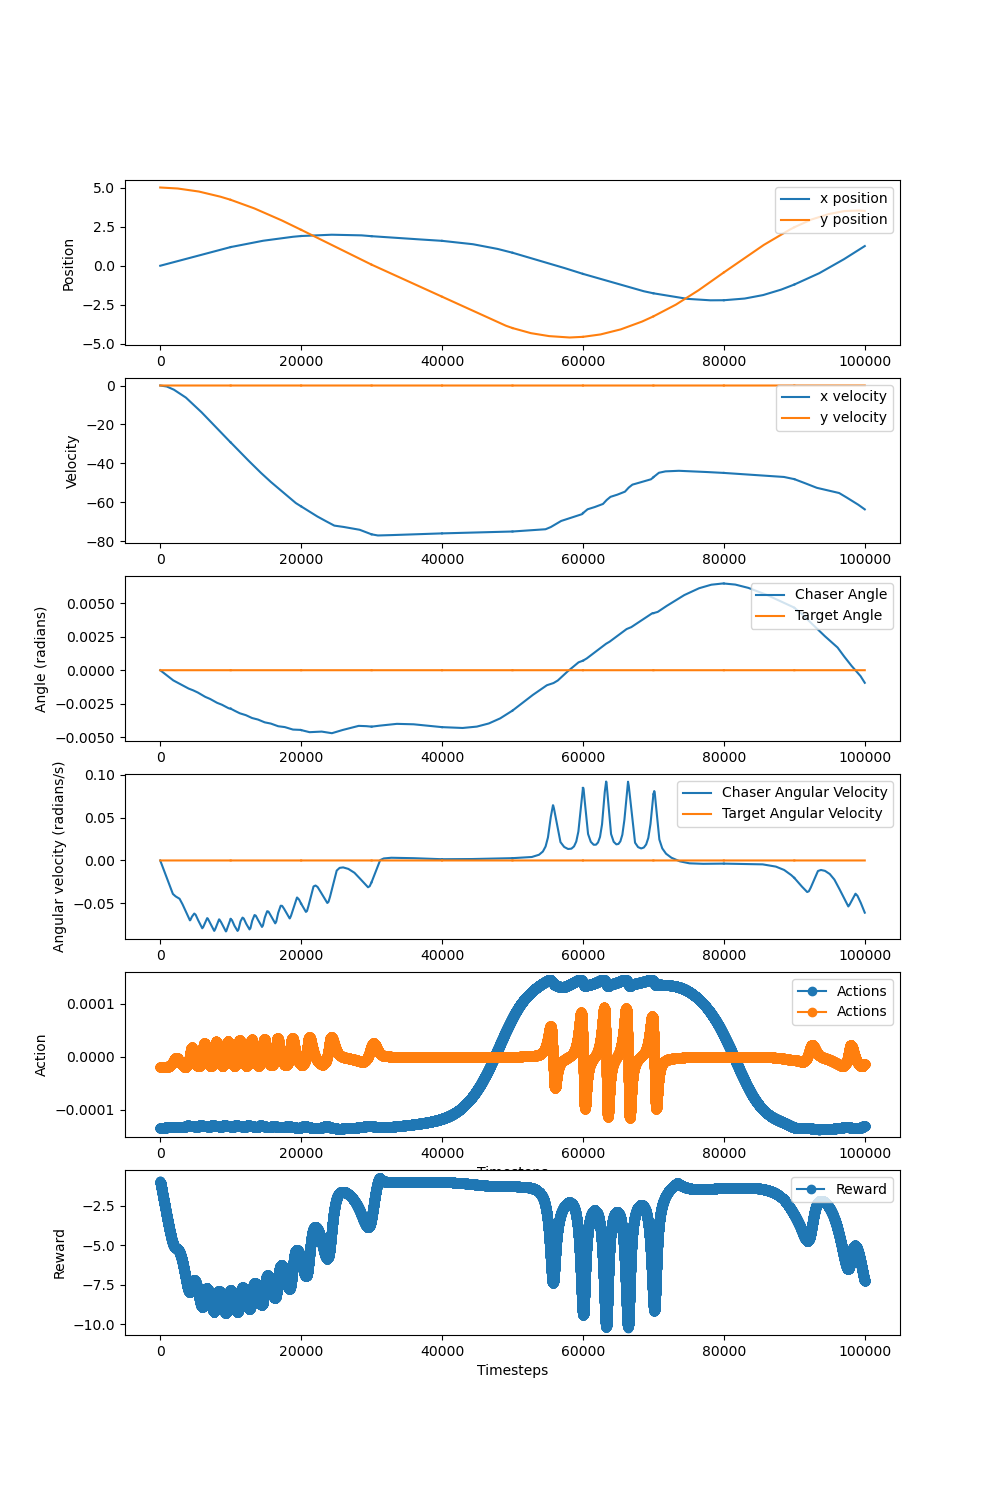 5.0
2.5
0.0
−2.5
−5.0
Position
x position
y position
0 20000 40000 60000 80000 100000
0
−20
−40
−60
−80
Velocity
x velocity
y velocity
0 20000 40000 60000 80000 100000
0.0050
0.0025
0.0000
−0.0025
−0.0050
Angle (radians)
Chaser Angle
Target Angle
0 20000 40000 60000 80000 100000
0.10
0.05
0.00
−0.05
Angular velocity (radians/s)
Chaser Angular Velocity
Target Angular Velocity
0 20000 40000 60000 80000 100000
0.0001
0.0000
−0.0001
Action
Actions
Actions
0 20000 40000 60000 80000 100000
Timesteps
−2.5
−5.0
−7.5
−10.0
Reward
Reward
0 20000 40000 60000 80000 100000
Timesteps